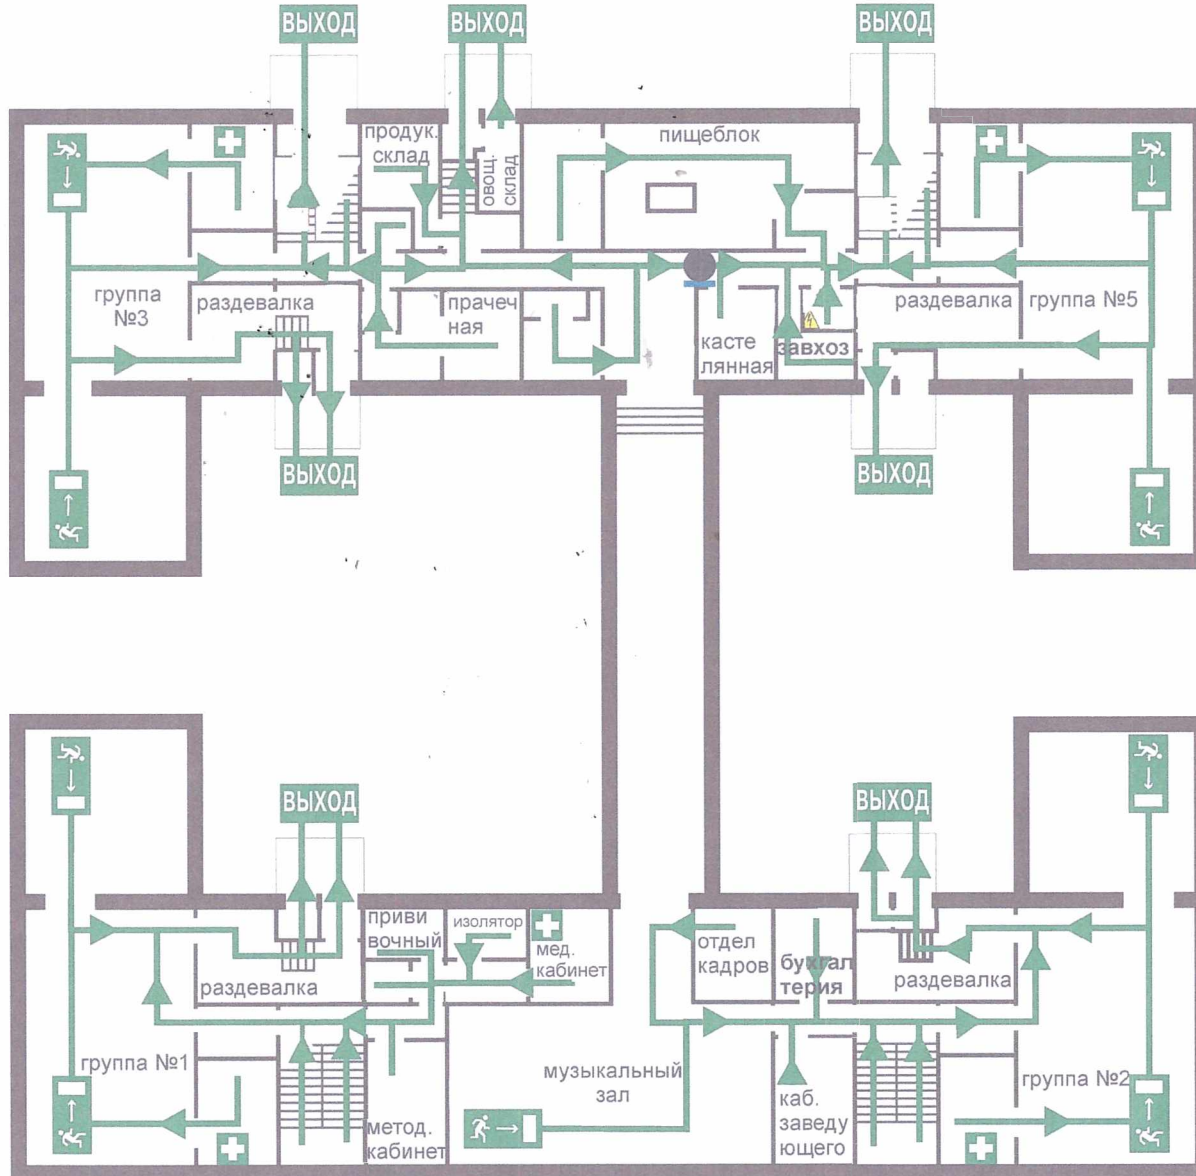 ВЫХОД
ВЫХОД
ВЫХОД
продук.
склад
овощ.
склад
пищеблок
группа
№3
раздевалка
прачеч
ная
касте
лянная
завхоз
раздевалка
группа №5
ВЫХОД
ВЫХОД
ВЫХОД
ВЫХОД
приви
вочный
изолятор
мед.
кабинет
отдел
кадров
бухгал
терия
раздевалка
раздевалка
группа №1
музыкальный
зал
группа №2
метод.
кабинет
каб.
заведу
ющего